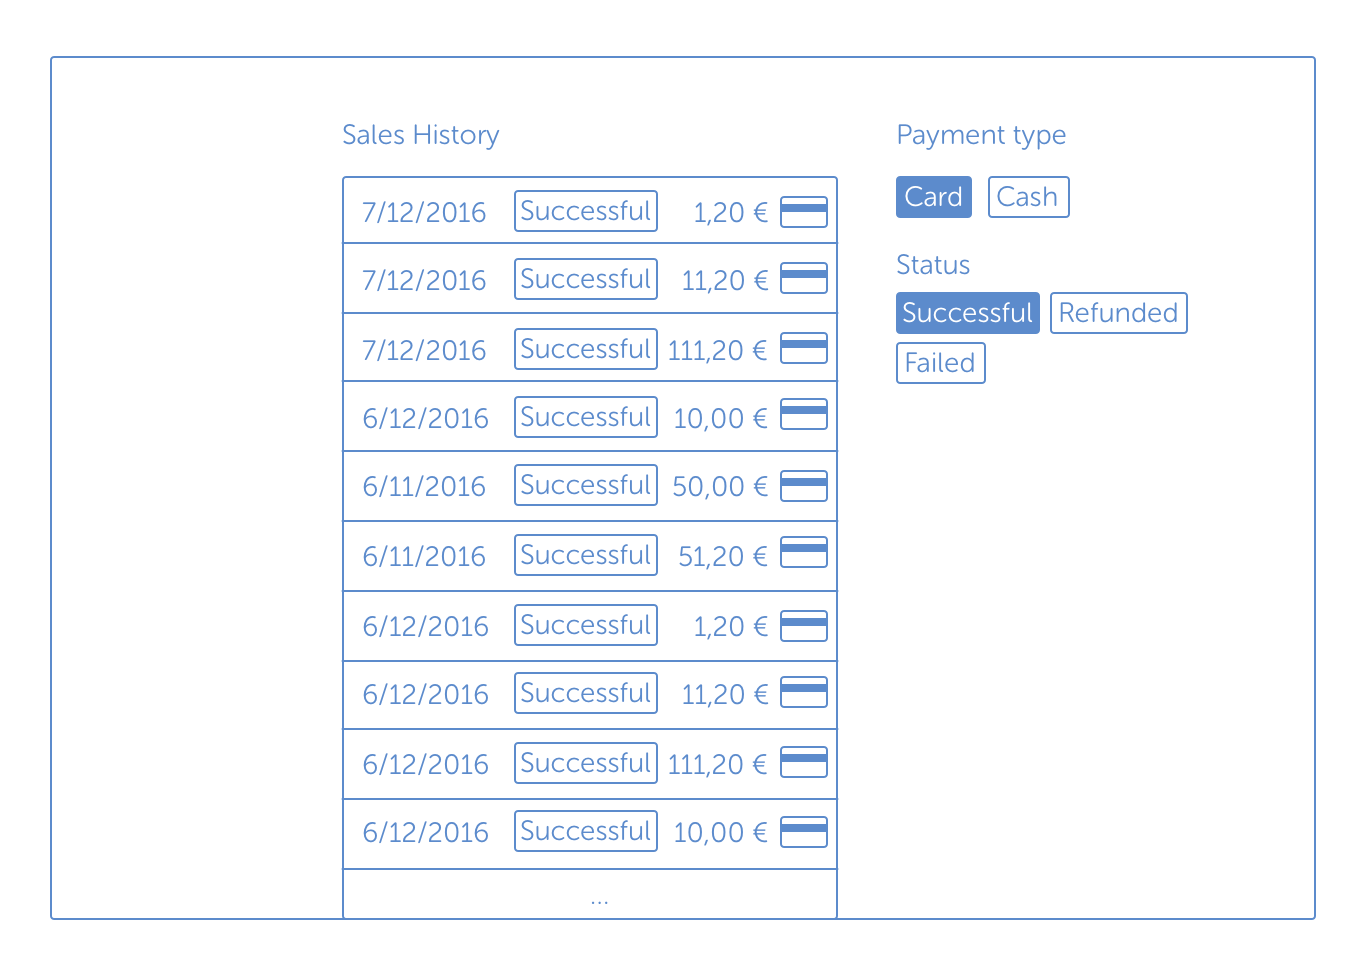 Sales History
7/12/2016 Successful 1,20 €
7/12/2016 Successful 11,20 €
7/12/2016 Successful 111,20 €
6/12/2016 Successful 10,00 €
6/11/2016 Successful 50,00 €
6/11/2016 Successful 51,20 €
6/12/2016 Successful 1,20 €
6/12/2016 Successful 11,20 €
6/12/2016 Successful 111,20 €
6/12/2016 Successful 10,00 €
...
Payment type
Card Cash
Status
Successful Refunded
Failed